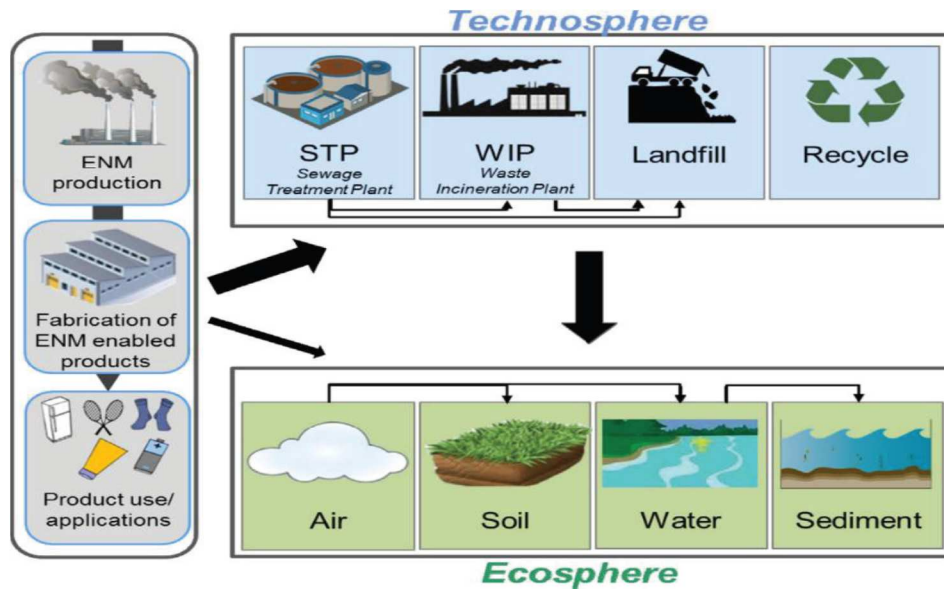 Technosphere
ENM
production
Fabrication of
ENM enabled
products
Product use/
applications
STP
Sewage
Treatment Plant
WIP
Waste
Incineration Plant
Landfill
Recycle
Air
Soil
Water
Sediment
Ecosphere